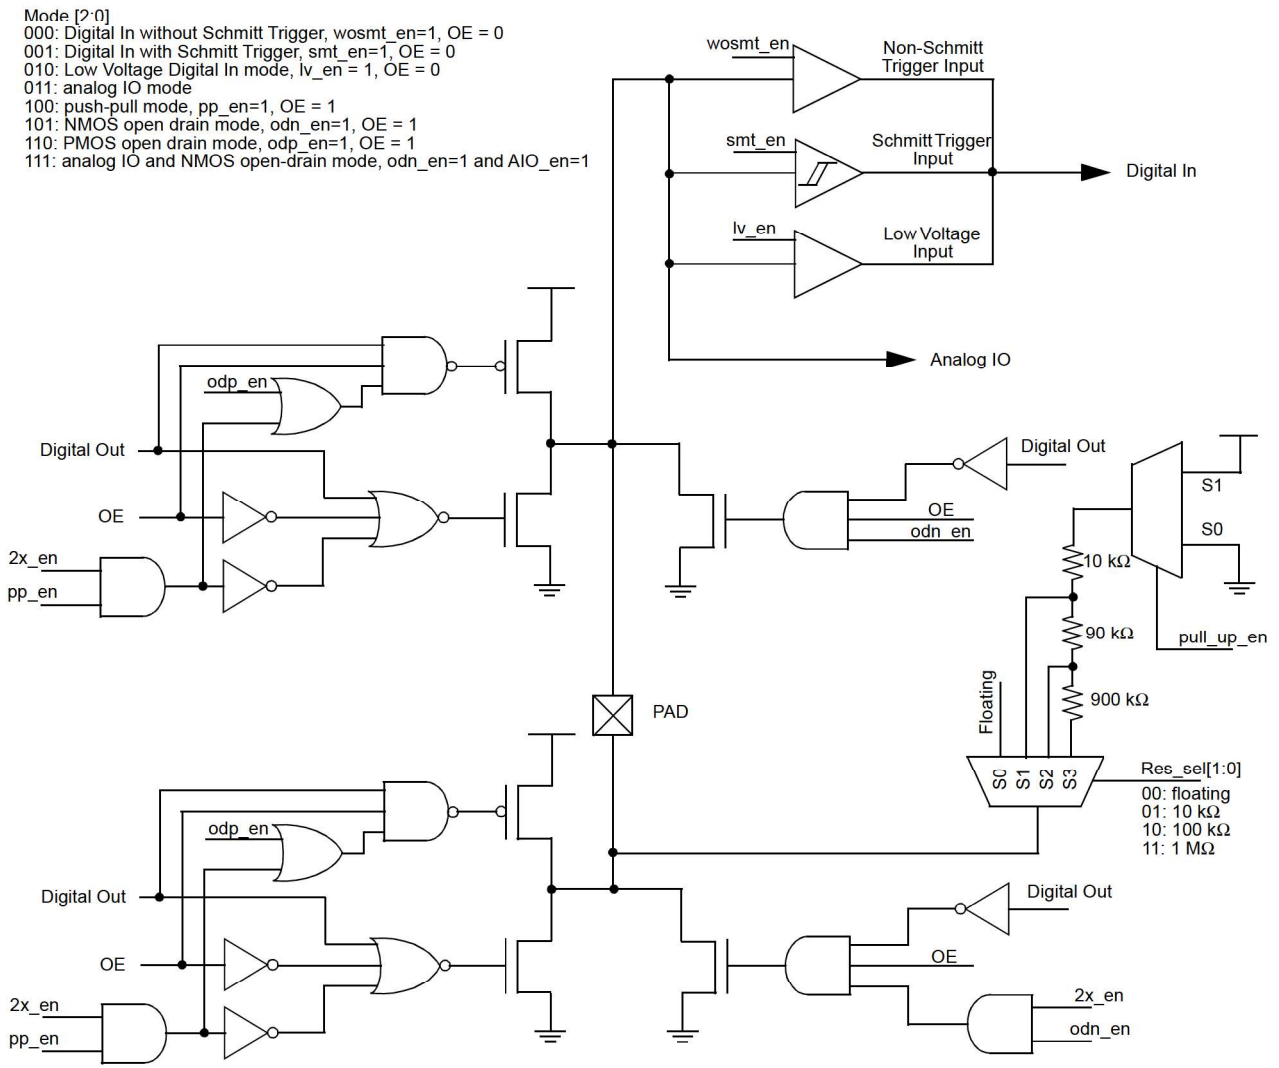 Mode [2:0]
000: Digital In without Schmitt Trigger, wosmt_en=1, OE = 0
001: Digital In with Schmitt Trigger, smt_en=1, OE = 0
010: Low Voltage Digital In mode, lv_en = 1, OE = 0
011: analog IO mode
100: push-pull mode, pp_en=1, OE = 1
101: NMOS open drain mode, odn_en=1, OE = 1
110: PMOS open drain mode, odp_en=1, OE = 1
111: analog IO and NMOS open-drain mode, odn_en=1 and AIO_en=1
wosmt_en
Non-Schmitt
Trigger Input
smt_en
Schmitt Trigger
Input
Digital In
lv_en
Low Voltage
Input
Analog IO
odp_en
Digital Out
OE
2x_en
pp_en
Digital Out
OE
odn_en
S1
S0
10 kΩ
90 kΩ
pull_up_en
900 kΩ
Floating
PAD
S0
S1
S2
S3
Res_sel[1:0]
00: floating
01: 10 kΩ
10: 100 kΩ
11: 1 MΩ
odp_en
Digital Out
OE
2x_en
pp_en
Digital Out
OE
2x_en
odn_en